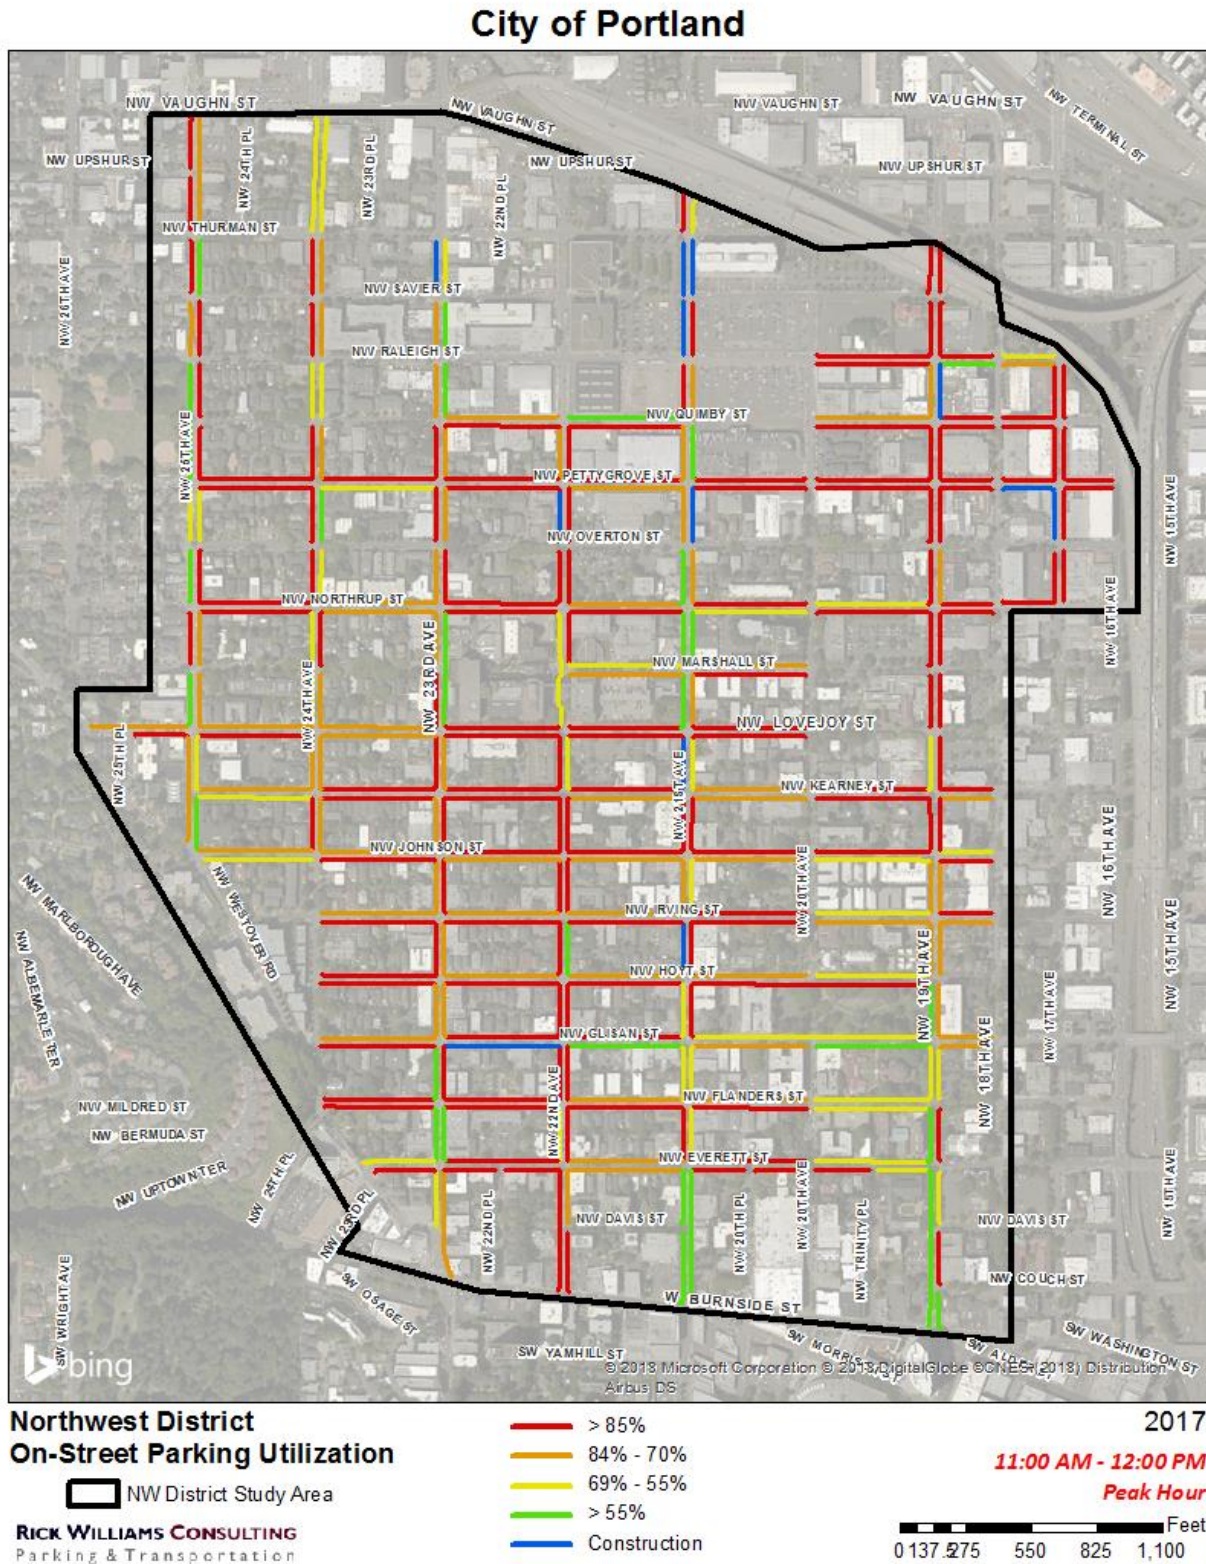 City of Portland
NW VAUGHN ST
NW VAUGHN ST
NW VAUGHN ST
NW VAUGHN ST
NW TERMINAL ST
NW UPSHUR ST
NW 24TH PL
NW 23RD PL
NW UPSHUR ST
NW UPSHUR ST
NW 22ND PL
NW THURMAN ST
NW 26TH AVE
NW SAVIER ST
NW RALEIGH ST
NW QUIMBY ST
NW 25TH AVE
NW PETTYGROVE ST
NW OVERTON ST
NW 15TH AVE
NW NORTHRUP ST
NW 16TH AVE
NW 23RD AVE
NW 24TH AVE
NW MARSHALL ST
NW LOVEJOY ST
NW 25TH PL
NW 21ST AVE
NW KEARNEY ST
NW JOHNSON ST
NW 20TH AVE
NW 16TH AVE
NW MARLBOROUGH AVE
NW WESTOVER RD
NW IRVING ST
NW 15TH AVE
NW ALBEMARLE TER
NW HOYT ST
NW 19TH AVE
NW GLISAN ST
NW 17TH AVE
NW 18TH AVE
NW MILDRED ST
NW FLANDERS ST
NW 22ND AVE
NW BERMUDA ST
NW UPTOWN TER
NW 24TH PL
NW EVERETT ST
NW 15TH AVE
NW 23RD PL
NW 22ND PL
NW DAVIS ST
NW 20TH PL
NW 20TH AVE
NW TRINITY PL
NW DAVIS ST
NW COUCH ST
SW WRIGHT AVE
SW OSAGE ST
W BURNSIDE ST
SW YAMHILL ST
SW WASHINGTON ST
bing
© 2018 Microsoft Corporation © 2018 DigitalGlobe ©CNES (2018) Distribution
Airbus DS
Northwest District
On-Street Parking Utilization
NW District Study Area
RICK WILLIAMS CONSULTING
Parking & Transportation
> 85%
84% - 70%
69% - 55%
> 55%
Construction
2017
11:00 AM - 12:00 PM
Peak Hour
Feet
0 137.5 275 550 825 1,100